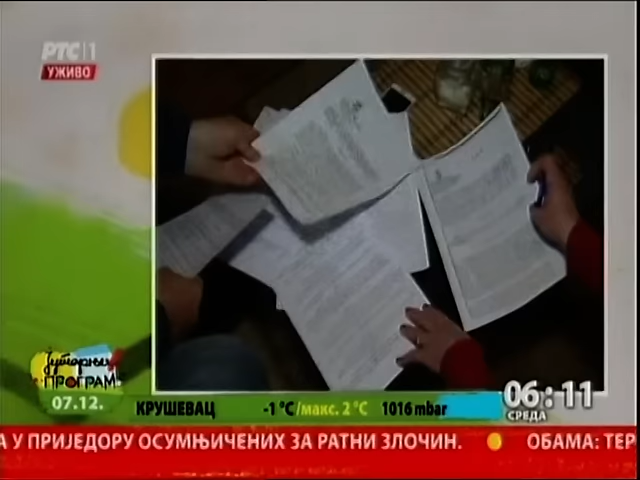 РТС|1
УЖИВО
Јутарњи
ПРОГРАМ
07.12.
КРУШЕВАЦ -1 °C/макс. 2 °C 1016 mbar
06:11
СРЕДА
А У ПРИЈЕДОРУ ОСУМЊИЧЕНИХ ЗА РАТНИ ЗЛОЧИН. ОБАМА: ТЕР